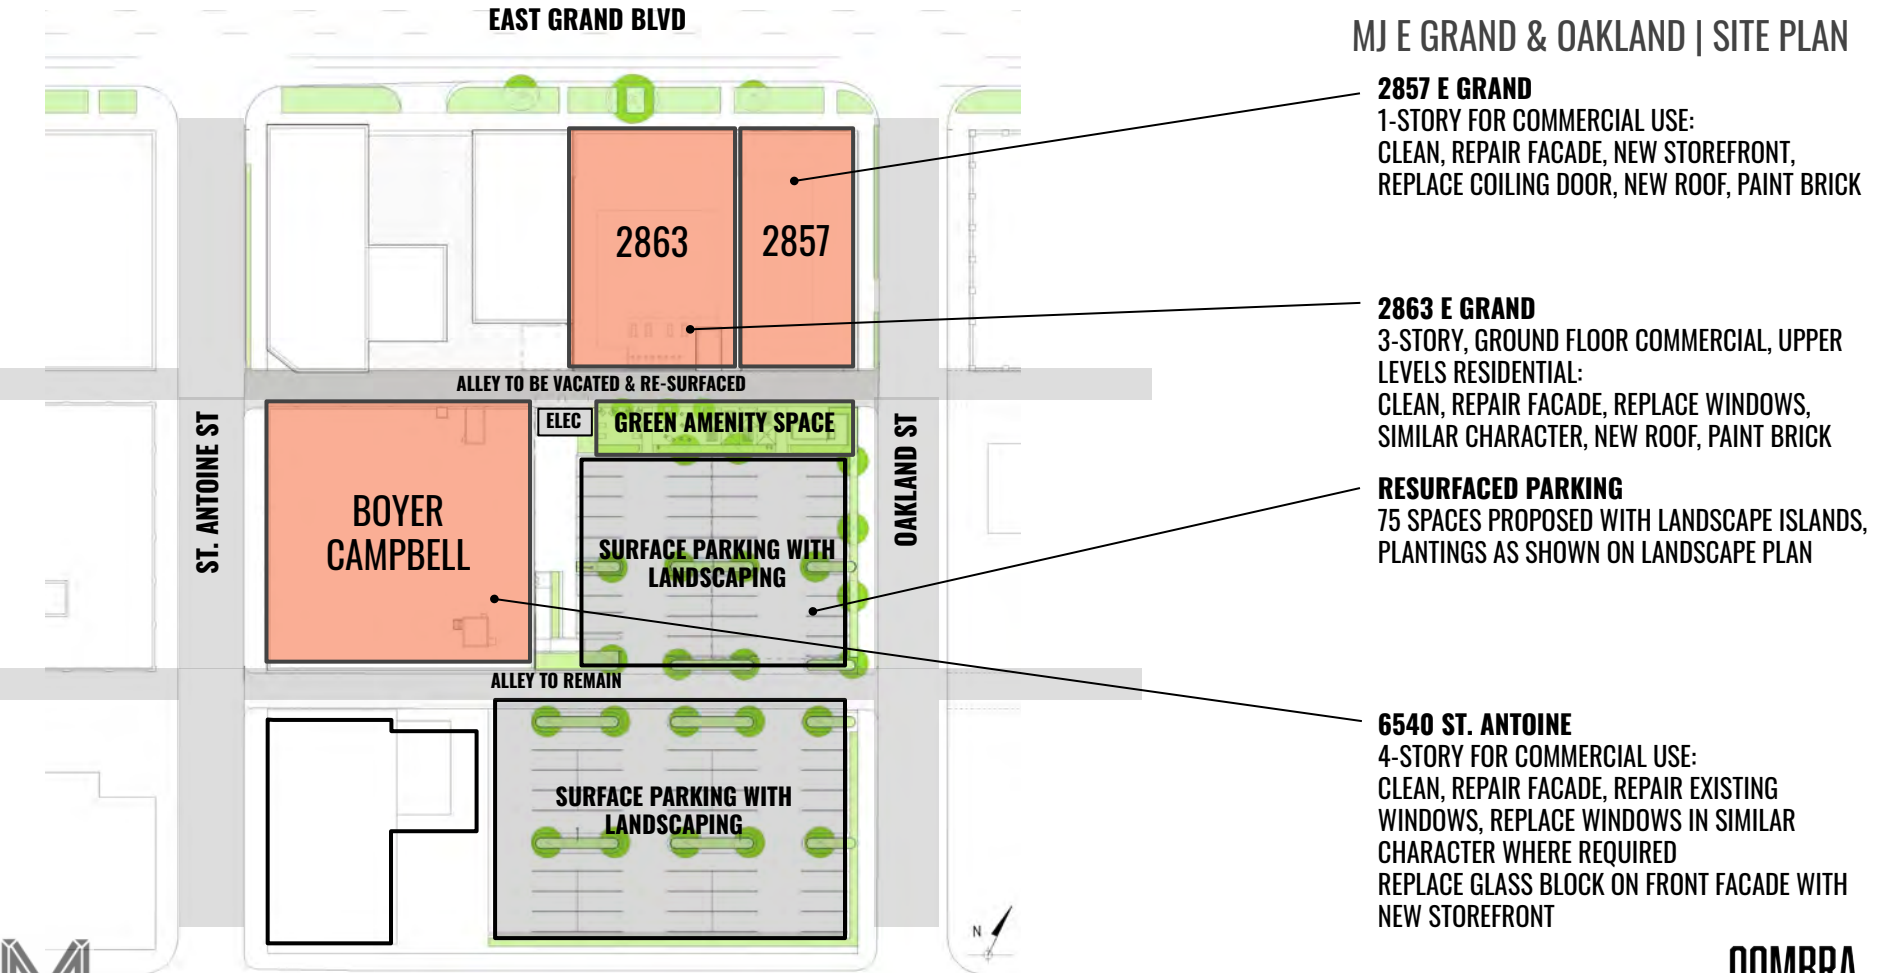 EAST GRAND BLVD
MJ E GRAND & OAKLAND | SITE PLAN
2857 E GRAND
1-STORY FOR COMMERCIAL USE:
CLEAN, REPAIR FACADE, NEW STOREFRONT,
REPLACE COILING DOOR, NEW ROOF, PAINT BRICK
2863
2857
2863 E GRAND
3-STORY, GROUND FLOOR COMMERCIAL, UPPER
LEVELS RESIDENTIAL:
CLEAN, REPAIR FACADE, REPLACE WINDOWS,
SIMILAR CHARACTER, NEW ROOF, PAINT BRICK
ALLEY TO BE VACATED & RE-SURFACED
ELEC
GREEN AMENITY SPACE
ST. ANTOINE ST
OAKLAND ST
BOYER
CAMPBELL
SURFACE PARKING WITH
LANDSCAPING
RESURFACED PARKING
75 SPACES PROPOSED WITH LANDSCAPE ISLANDS,
PLANTINGS AS SHOWN ON LANDSCAPE PLAN
ALLEY TO REMAIN
6540 ST. ANTOINE
4-STORY FOR COMMERCIAL USE:
CLEAN, REPAIR FACADE, REPAIR EXISTING
WINDOWS, REPLACE WINDOWS IN SIMILAR
CHARACTER WHERE REQUIRED
REPLACE GLASS BLOCK ON FRONT FACADE WITH
NEW STOREFRONT
SURFACE PARKING WITH
LANDSCAPING
N